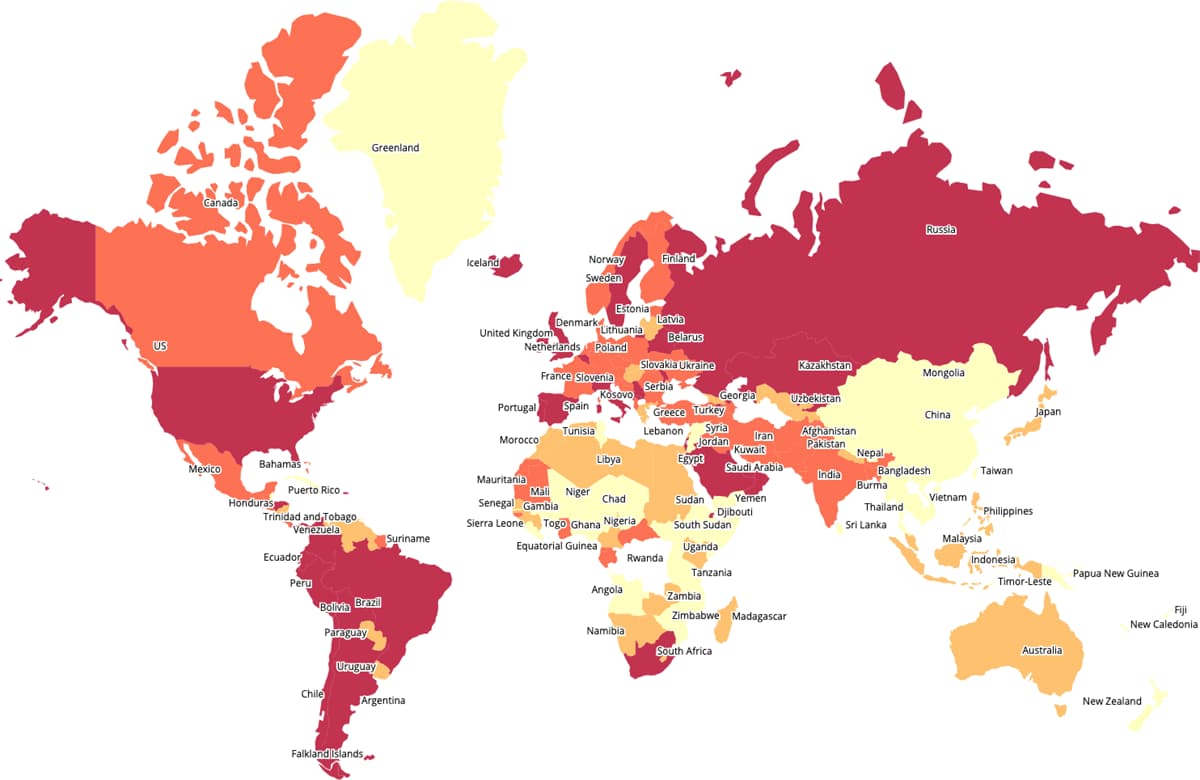 Greenland
Canada
Russia
Iceland
Norway
Finland
Sweden
Estonia
Denmark
Latvia
Lithuania
United Kingdom
Belarus
US
Netherlands
Poland
Slovakia
Ukraine
Kazakhstan
Mongolia
France
Slovenia
Serbia
Kosovo
Georgia
Uzbekistan
Portugal
Spain
Greece
Turkey
China
Japan
Tunisia
Lebanon
Syria
Afghanistan
Morocco
Jordan
Iran
Pakistan
Kuwait
Nepal
Mexico
Bahamas
Libya
Egypt
Saudi Arabia
India
Bangladesh
Taiwan
Mauritania
Burma
Puerto Rico
Mali
Niger
Chad
Sudan
Yemen
Vietnam
Honduras
Senegal
Gambia
Thailand
Philippines
Djibouti
Trinidad and Tobago
Sierra Leone
Togo
Ghana
Nigeria
South Sudan
Sri Lanka
Venezuela
Suriname
Malaysia
Equatorial Guinea
Uganda
Ecuador
Rwanda
Indonesia
Tanzania
Papua New Guinea
Peru
Timor-Leste
Angola
Zambia
Bolivia
Brazil
Fiji
Zimbabwe
Madagascar
New Caledonia
Paraguay
Namibia
South Africa
Australia
Uruguay
Chile
Argentina
New Zealand
Falkland Islands